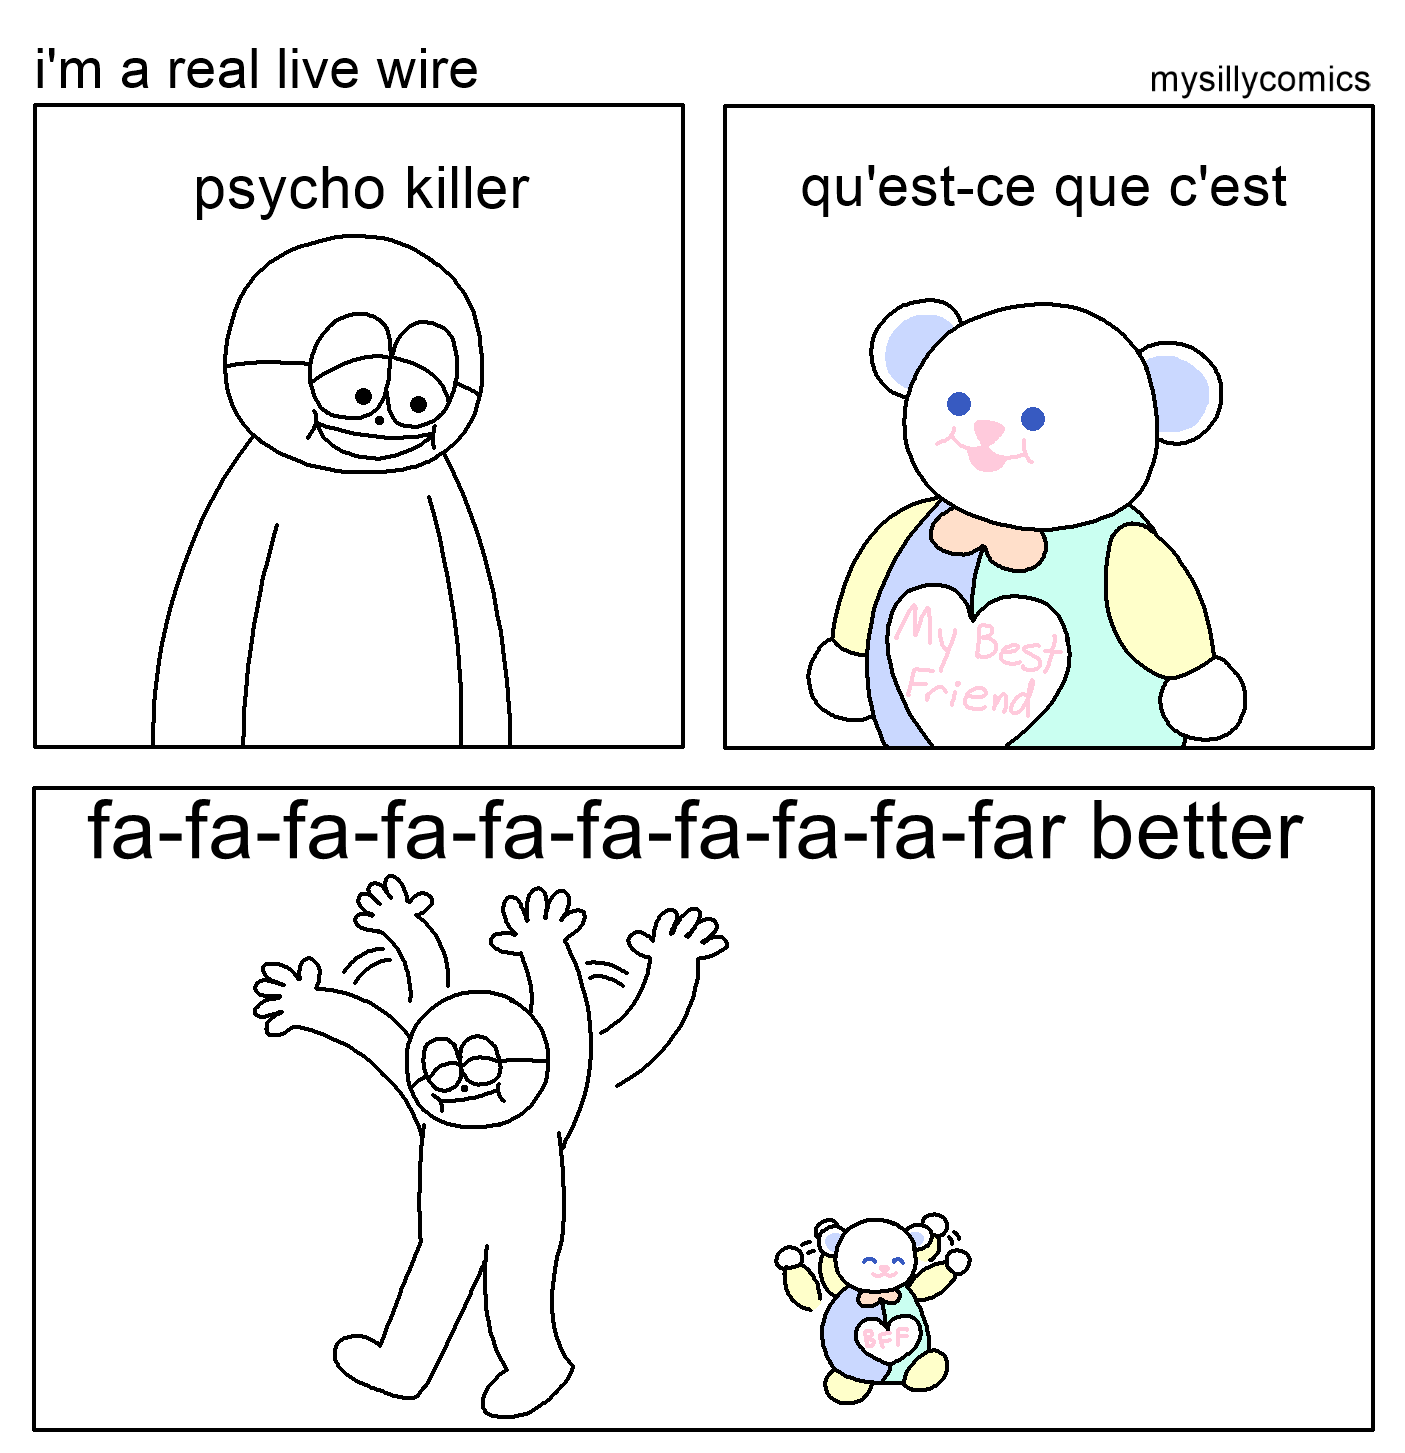 i'm a real live wire
mysillycomics
psycho killer
qu'est-ce que c'est
My Best
Friend
fa-fa-fa-fa-fa-fa-fa-fa-fa-far better
BFF